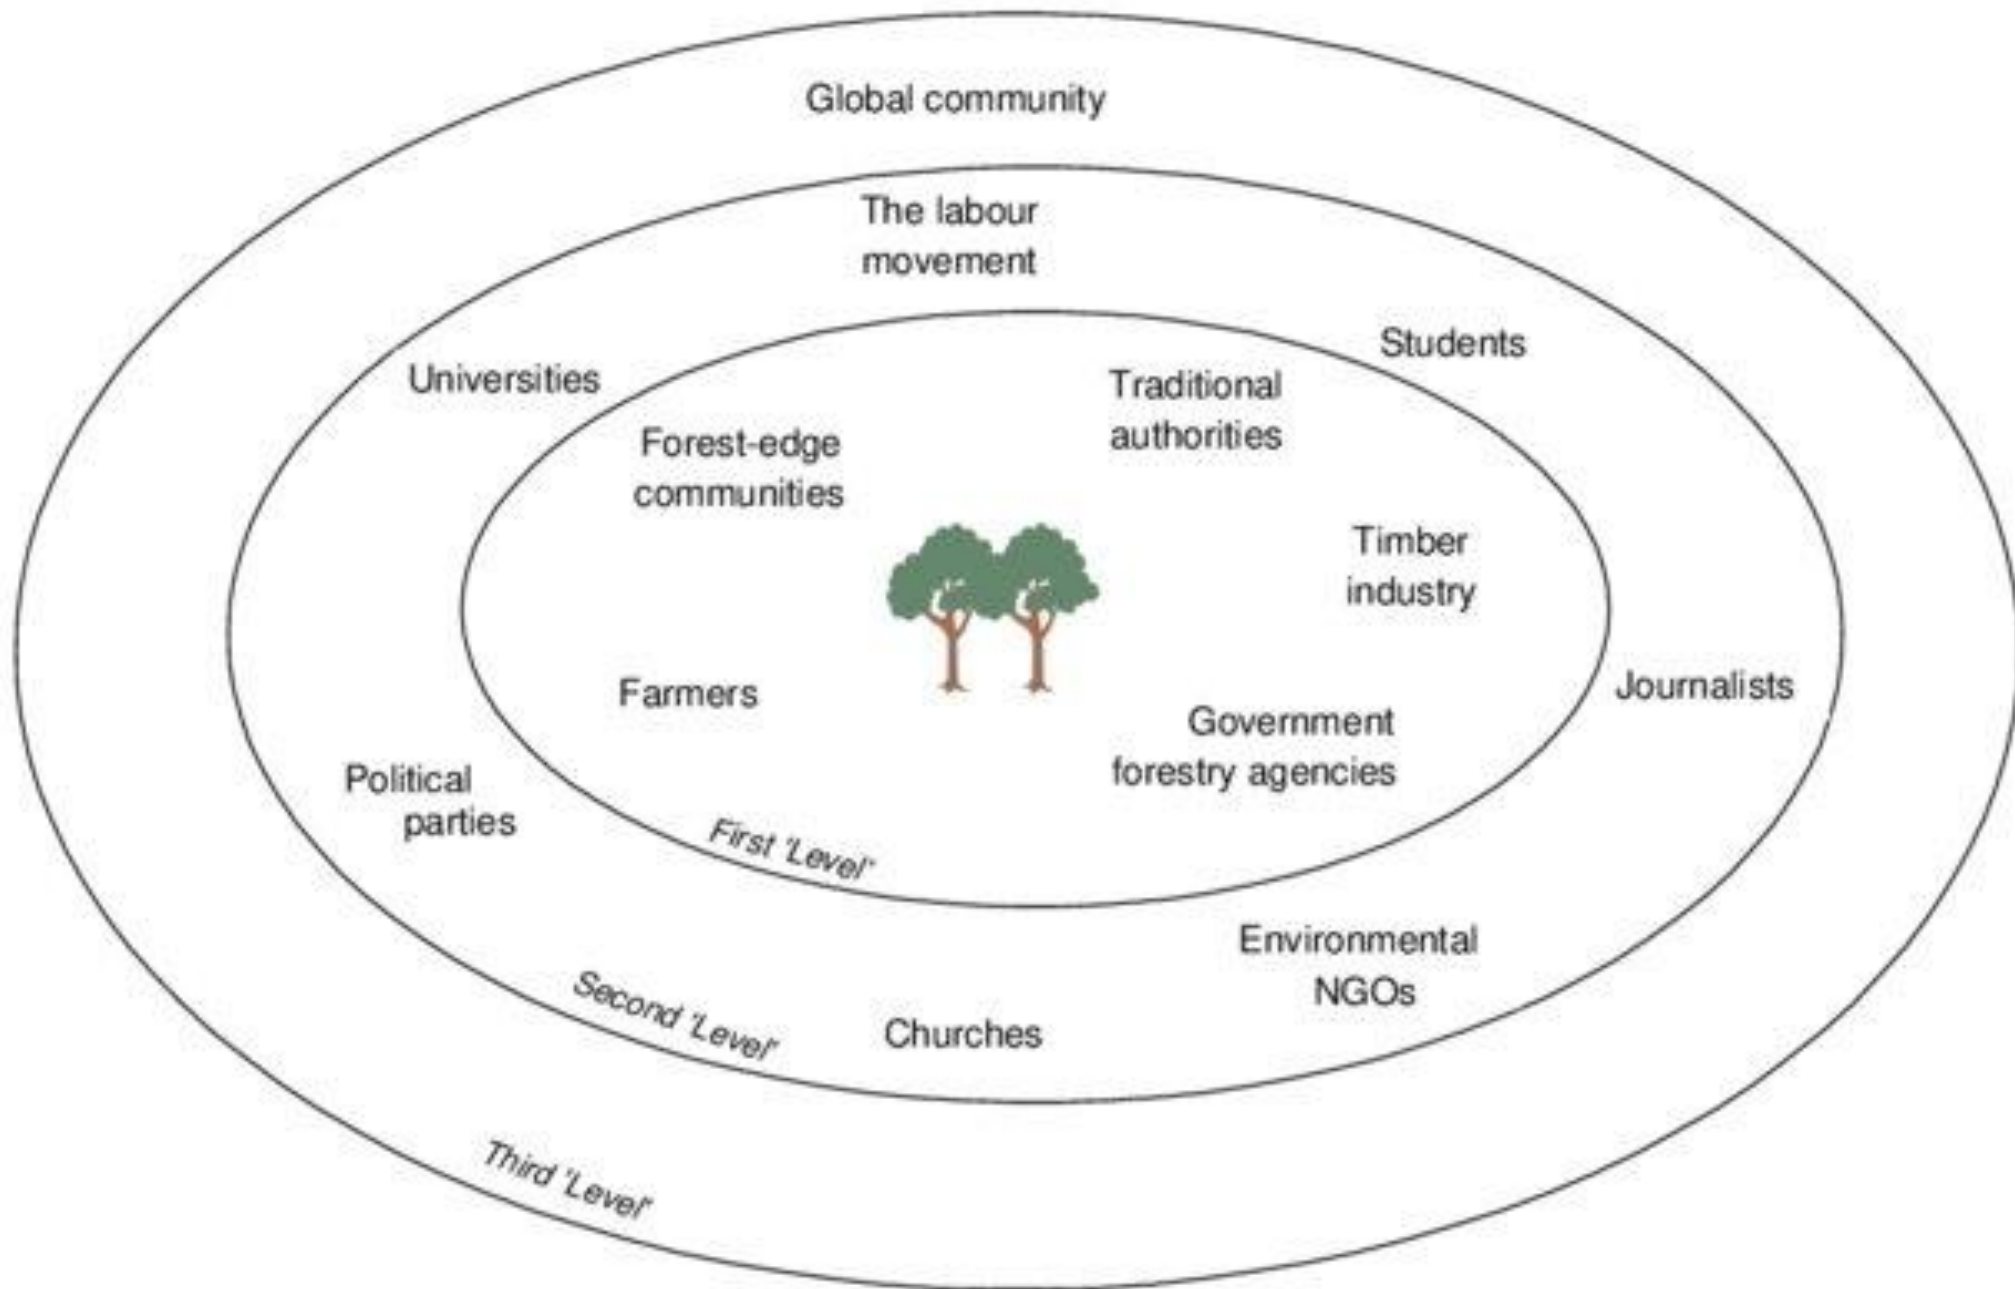 Global community
The labour
movement
Students
Universities
Traditional
authorities
Forest-edge
communities
Timber
industry
Farmers
Journalists
Government
forestry agencies
Political
parties
First 'Level'
Environmental
NGOs
Second 'Level'
Churches
Third 'Level'